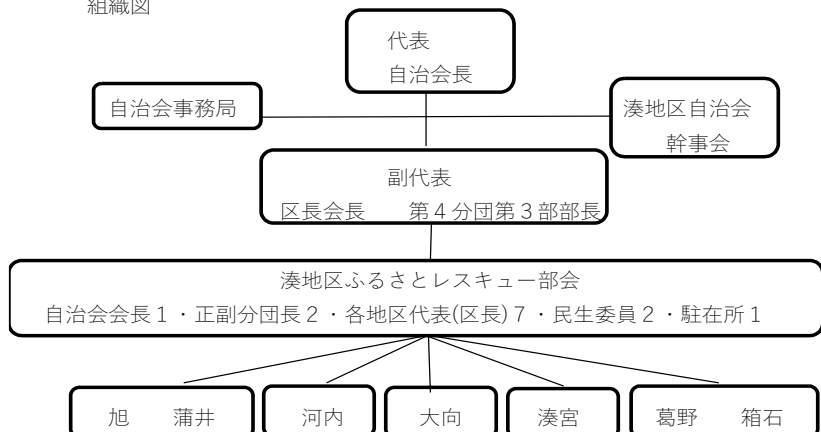 組織図
代表
自治会長
自治会事務局
湊地区自治会
幹事会
副代表
区長会長　　第４分団第３部部長
湊地区ふるさとレスキュー部会
自治会会長１・正副分団長２・各地区代表(区長)７・民生委員２・駐在所１
旭　　蒲井
河内
大向
湊宮
葛野　　箱石